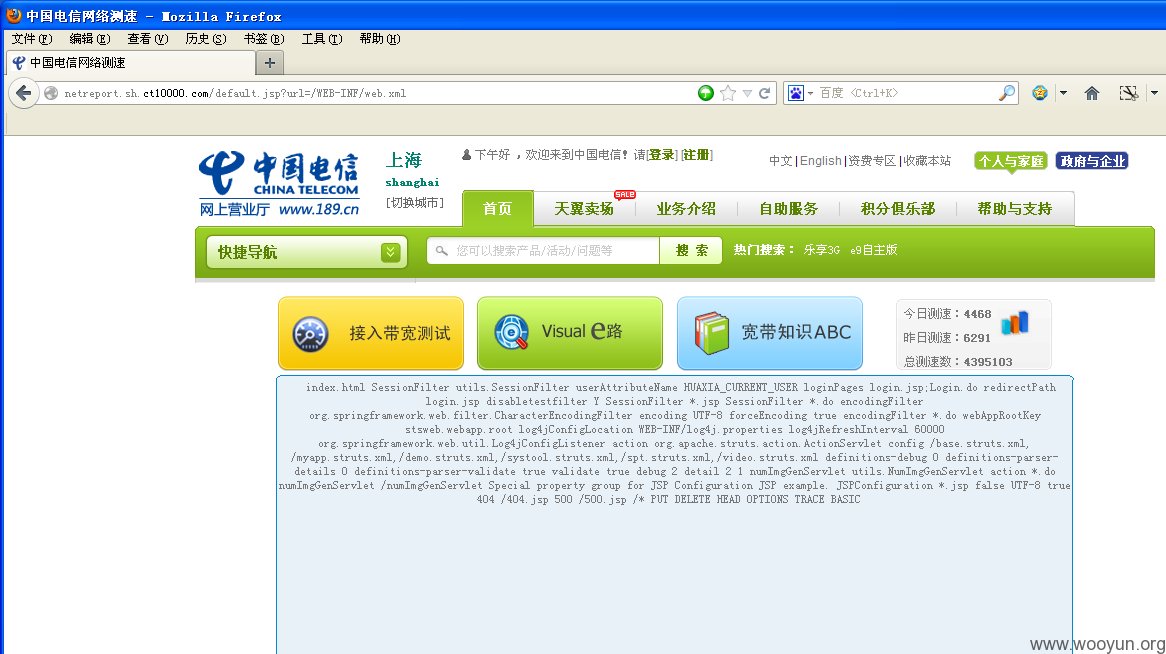 中国电信网络测速 - Mozilla Firefox
文件(F) 编辑(E) 查看(V) 历史(S) 书签(B) 工具(T) 帮助(H)
中国电信网络测速
netreport.sh.ct10000.com/default.jsp?url=/WEB-INF/web.xml
百度 <Ctrl+K>
中国电信
CHINA TELECOM
网上营业厅 www.189.cn
上海
shanghai
[切换城市]
下午好 ，欢迎来到中国电信！请[登录] [注册]
中文 | English | 资费专区 | 收藏本站
个人与家庭 政府与企业
首页 天翼卖场 SALE 业务介绍 自助服务 积分俱乐部 帮助与支持
快捷导航
您可以搜索产品/活动/问题等
搜 索
热门搜索： 乐享3G e9自主版
接入带宽测试
Visual e路
宽带知识ABC
今日测速：4468
昨日测速：6291
总测速数：4395103
index.html SessionFilter utils.SessionFilter userAttributeName HUAXIA_CURRENT_USER loginPages login.jsp;Login.do redirectPath
login.jsp disabletestfilter Y SessionFilter *.jsp SessionFilter *.do encodingFilter
org.springframework.web.filter.CharacterEncodingFilter encoding UTF-8 forceEncoding true encodingFilter *.do webAppRootKey
stsweb.webapp.root log4jConfigLocation WEB-INF/log4j.properties log4jRefreshInterval 60000
org.springframework.web.util.Log4jConfigListener action org.apache.struts.action.ActionServlet config /base.struts.xml,
/myapp.struts.xml,/demo.struts.xml,/systool.struts.xml,/spt.struts.xml,/video.struts.xml definitions-debug 0 definitions-parser-
details 0 definitions-parser-validate true validate true debug 2 detail 2 1 numImgGenServlet utils.NumImgGenServlet action *.do
numImgGenServlet /numImgGenServlet Special property group for JSP Configuration JSP example. JSPConfiguration *.jsp false UTF-8 true
404 /404.jsp 500 /500.jsp /* PUT DELETE HEAD OPTIONS TRACE BASIC
www.wooyun.org